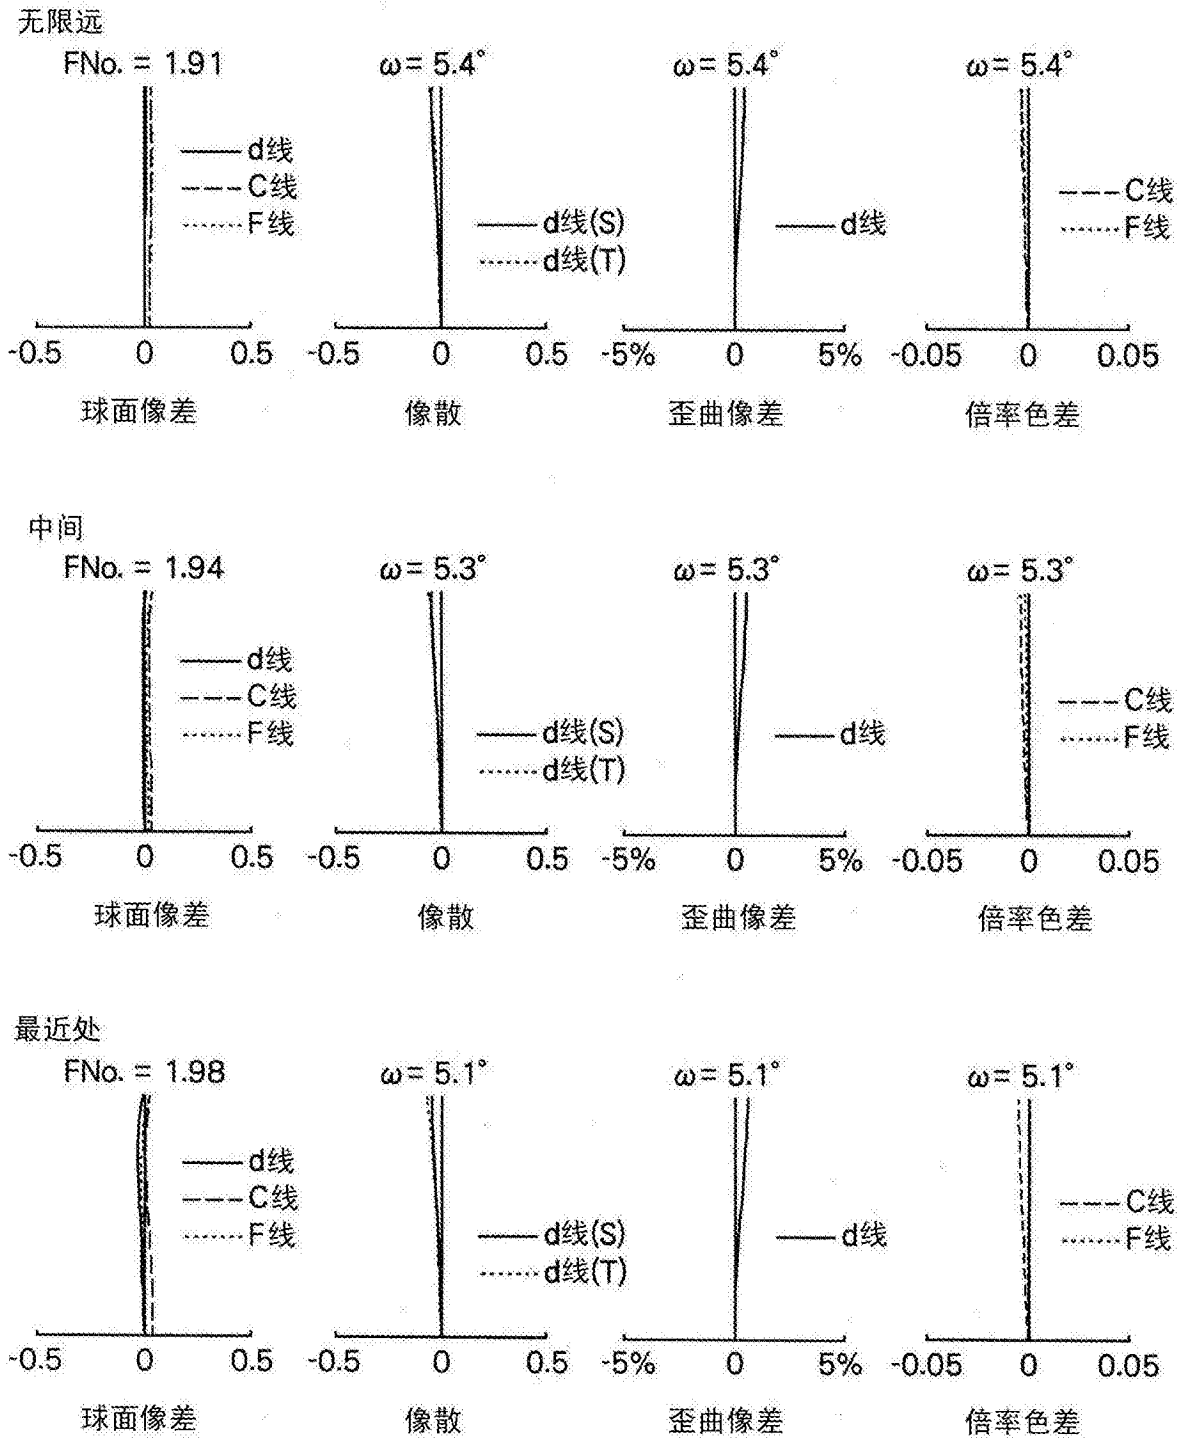 无限远
FNo. = 1.91
ω= 5.4°
ω= 5.4°
ω= 5.4°
d线
C线
F线
d线(S)
d线(T)
d线
C线
F线
-0.5 0 0.5
-0.5 0 0.5
-5% 0 5%
-0.05 0 0.05
球面像差
像散
歪曲像差
倍率色差
中间
FNo. = 1.94
ω= 5.3°
ω= 5.3°
ω= 5.3°
d线
C线
F线
d线(S)
d线(T)
d线
C线
F线
-0.5 0 0.5
-0.5 0 0.5
-5% 0 5%
-0.05 0 0.05
球面像差
像散
歪曲像差
倍率色差
最近处
FNo. = 1.98
ω= 5.1°
ω= 5.1°
ω= 5.1°
d线
C线
F线
d线(S)
d线(T)
d线
C线
F线
-0.5 0 0.5
-0.5 0 0.5
-5% 0 5%
-0.05 0 0.05
球面像差
像散
歪曲像差
倍率色差